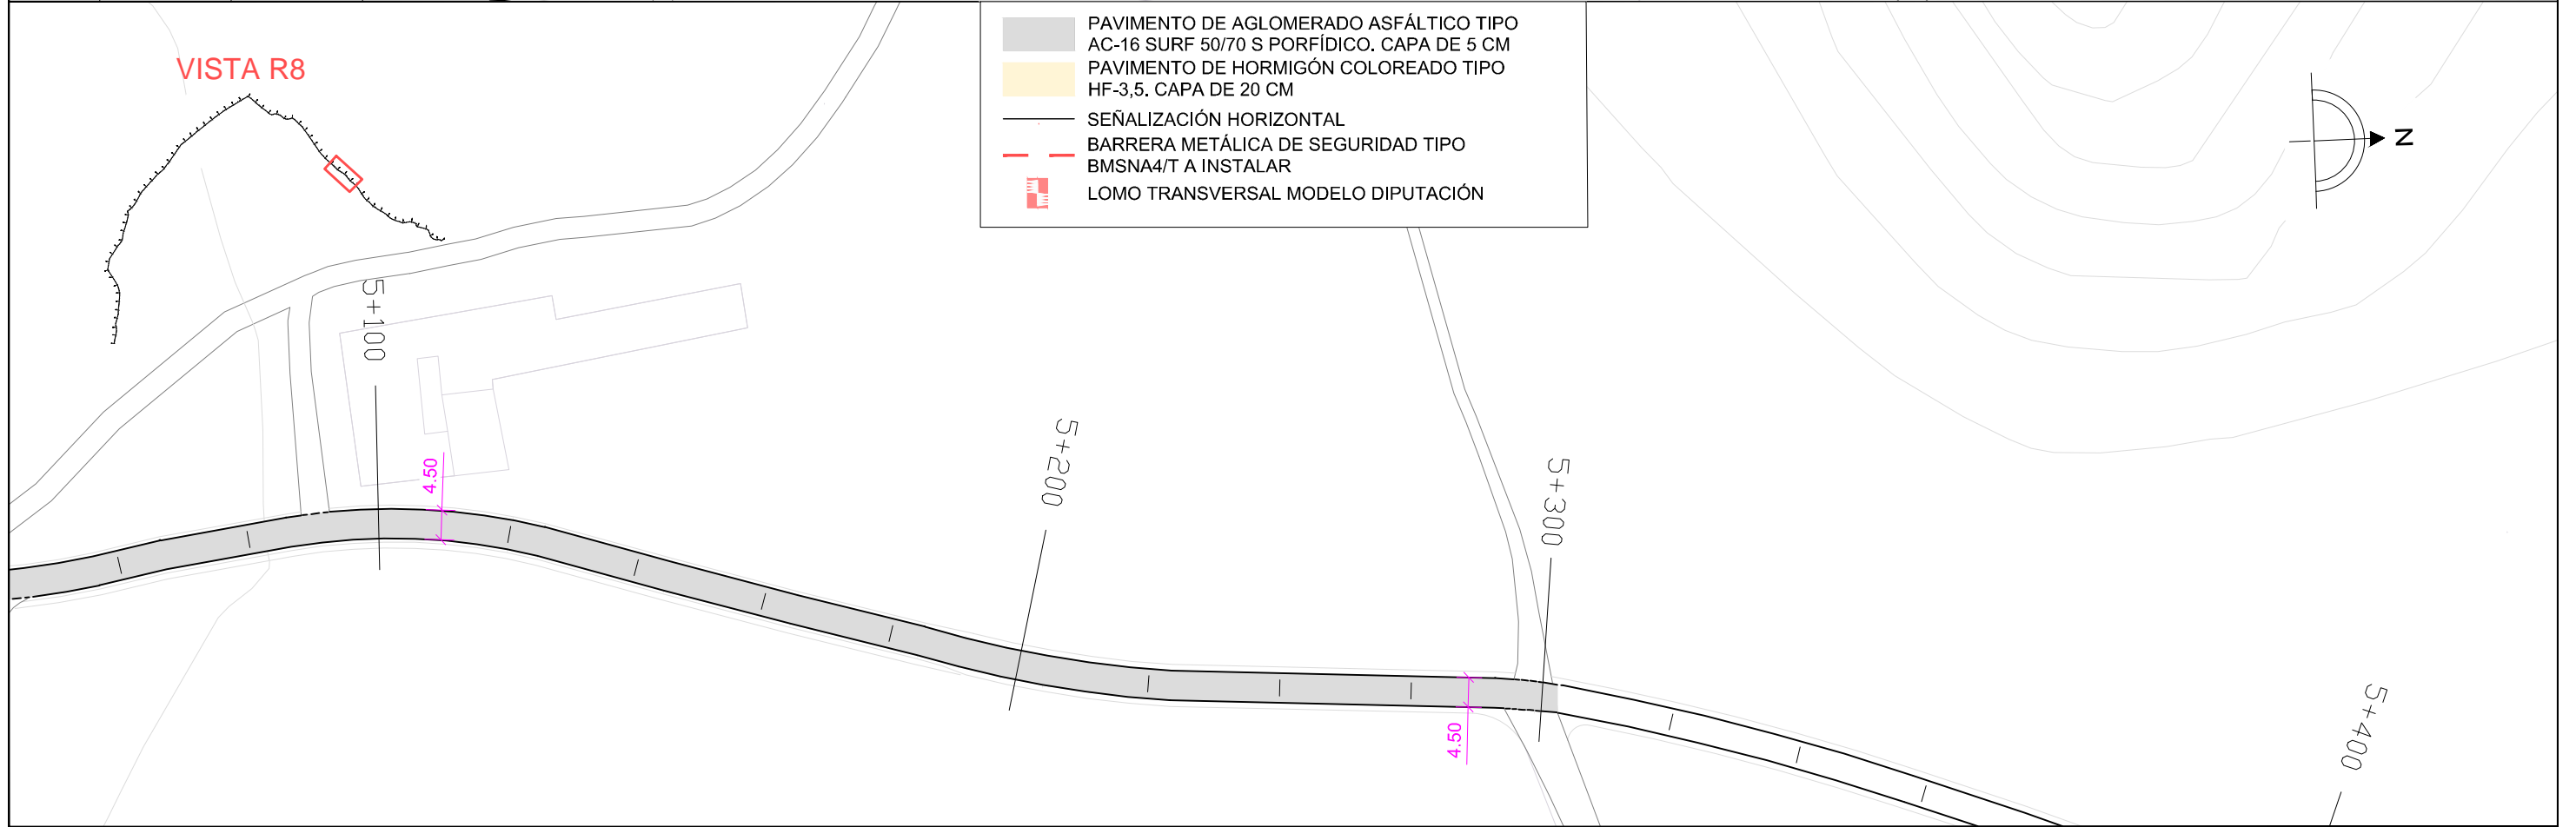 VISTA R8
PAVIMENTO DE AGLOMERADO ASFÁLTICO TIPO
AC-16 SURF 50/70 S PORFÍDICO. CAPA DE 5 CM
PAVIMENTO DE HORMIGÓN COLOREADO TIPO
HF-3,5. CAPA DE 20 CM
SEÑALIZACIÓN HORIZONTAL
BARRERA METÁLICA DE SEGURIDAD TIPO
BMSNA4/T A INSTALAR
LOMO TRANSVERSAL MODELO DIPUTACIÓN
N
5+100
4.50
5+200
5+300
4.50
5+400